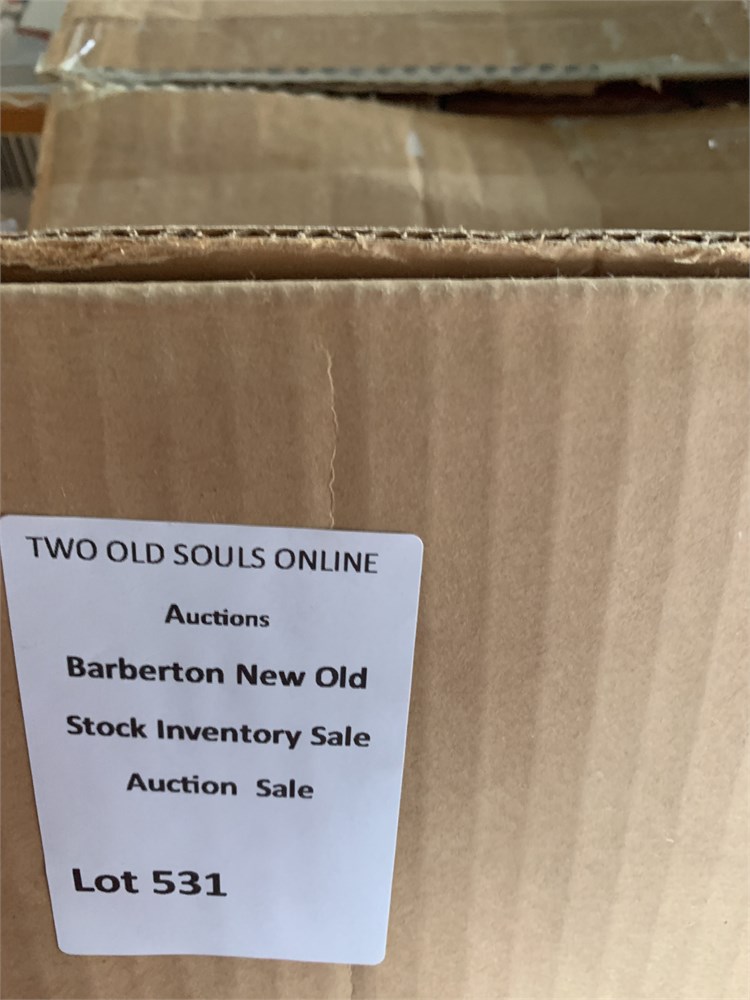 TWO OLD SOULS ONLINE
Auctions
Barberton New Old
Stock Inventory Sale
Auction Sale
Lot 531